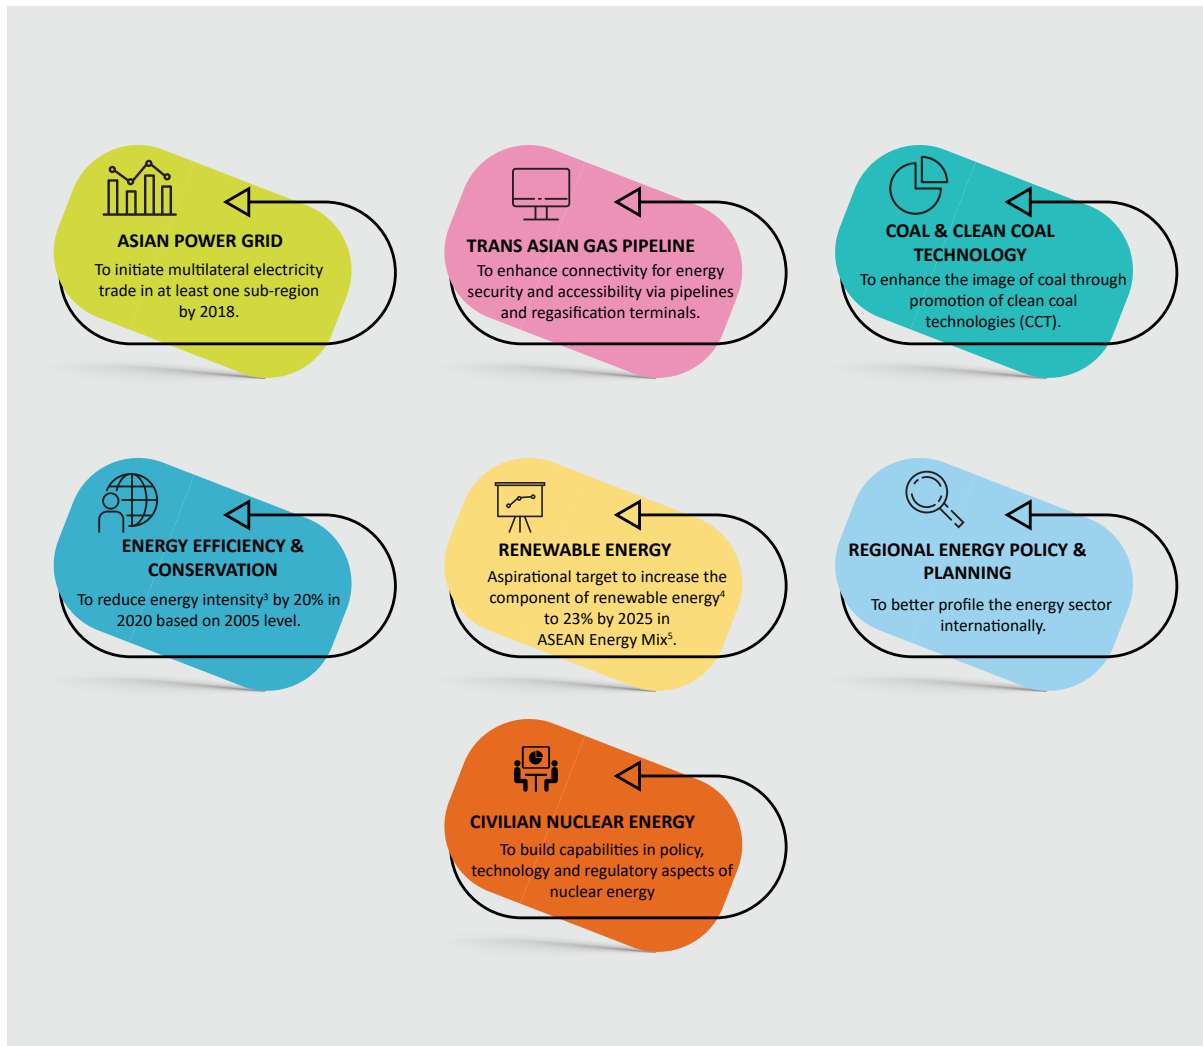 ASIAN POWER GRID
To initiate multilateral electricity
trade in at least one sub-region
by 2018.
TRANS ASIAN GAS PIPELINE
To enhance connectivity for energy
security and accessibility via pipelines
and regasification terminals.
COAL & CLEAN COAL
TECHNOLOGY
To enhance the image of coal through
promotion of clean coal
technologies (CCT).
ENERGY EFFICIENCY &
CONSERVATION
To reduce energy intensity³ by 20% in
2020 based on 2005 level.
RENEWABLE ENERGY
Aspirational target to increase the
component of renewable energy⁴
to 23% by 2025 in
ASEAN Energy Mix⁵.
REGIONAL ENERGY POLICY &
PLANNING
To better profile the energy sector
internationally.
CIVILIAN NUCLEAR ENERGY
To build capabilities in policy,
technology and regulatory aspects of
nuclear energy